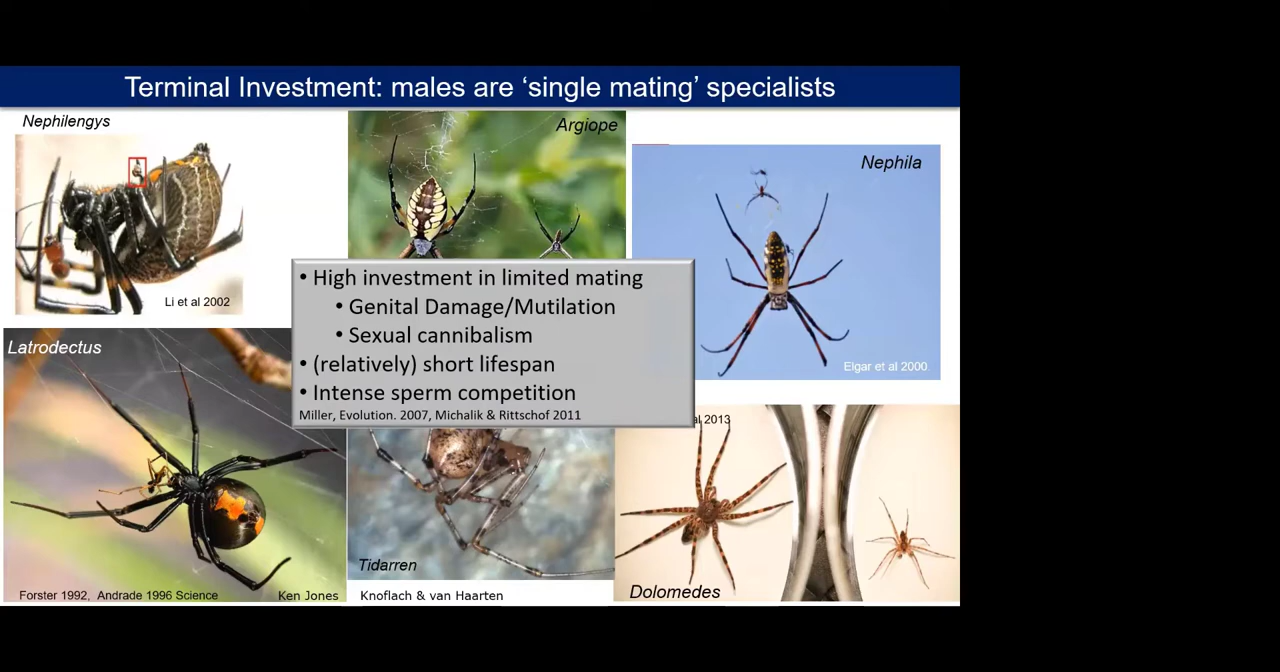 Terminal Investment: males are ‘single mating’ specialists
Nephilengys
Argiope
Nephila
Li et al 2002
• High investment in limited mating
• Genital Damage/Mutilation
• Sexual cannibalism
• (relatively) short lifespan
• Intense sperm competition
Miller, Evolution. 2007, Michalik & Rittschof 2011
Elgar et al 2000.
Latrodectus
al 2013
Tidarren
Dolomedes
Forster 1992, Andrade 1996 Science
Ken Jones
Knoflach & van Haarten